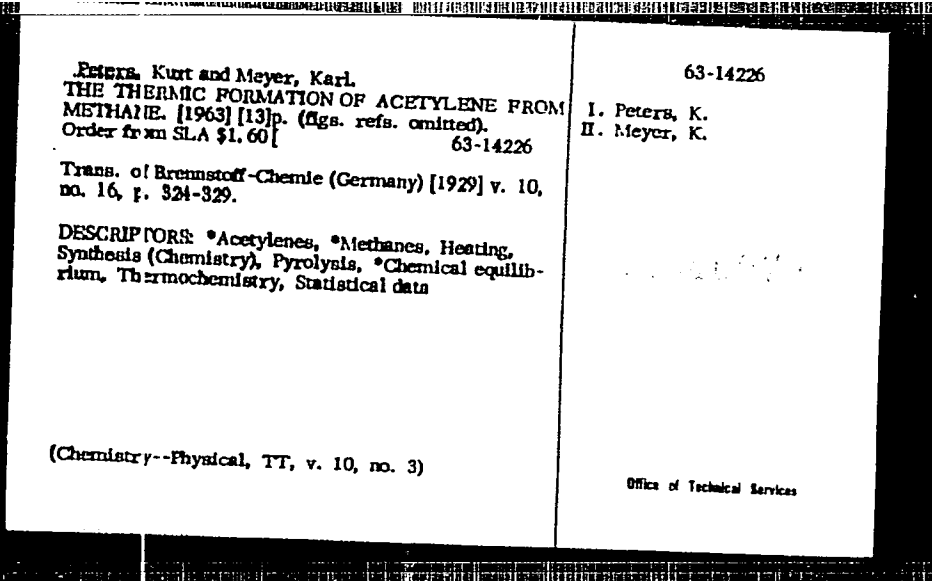 Peters, Kurt and Meyer, Karl.
THE THERMIC FORMATION OF ACETYLENE FROM
METHANE. [1963] [13]p. (figs. refs. omitted).
Order from SLA $1.60 [ 63-14226
Trans. of Brennstoff-Chemie (Germany) [1929] v. 10,
no. 16, p. 324-329.
DESCRIPTORS: *Acetylenes, *Methanes, Heating,
Synthesis (Chemistry), Pyrolysis, *Chemical equilib-
rium, Thermochemistry, Statistical data
(Chemistry--Physical, TT, v. 10, no. 3)
63-14226
I. Peters, K.
II. Meyer, K.
Office of Technical Services